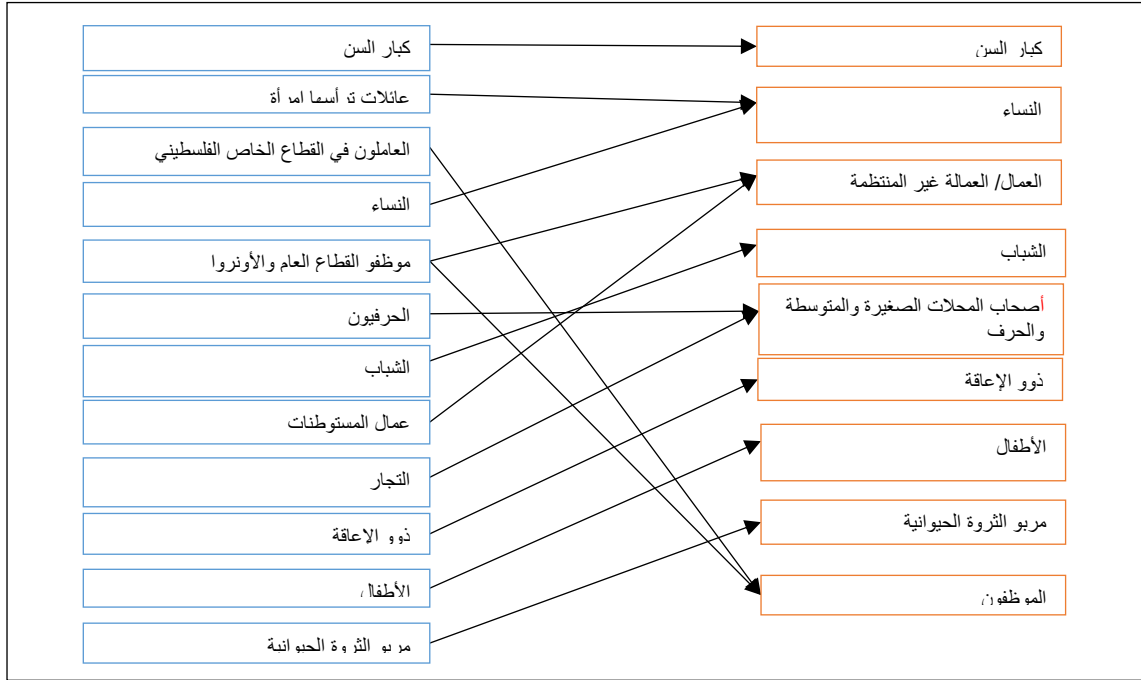 كبار السن
عائلات ترأسها امرأة
العاملون في القطاع الخاص الفلسطيني
النساء
موظفو القطاع العام والأونروا
الحرفيون
الشباب
عمال المستوطنات
التجار
ذوو الإعاقة
الأطفال
مربو الثروة الحيوانية
كبار السن
النساء
العمال/ العمالة غير المنتظمة
الشباب
أصحاب المحلات الصغيرة والمتوسطة
والحرف
ذوو الإعاقة
الأطفال
مربو الثروة الحيوانية
الموظفون